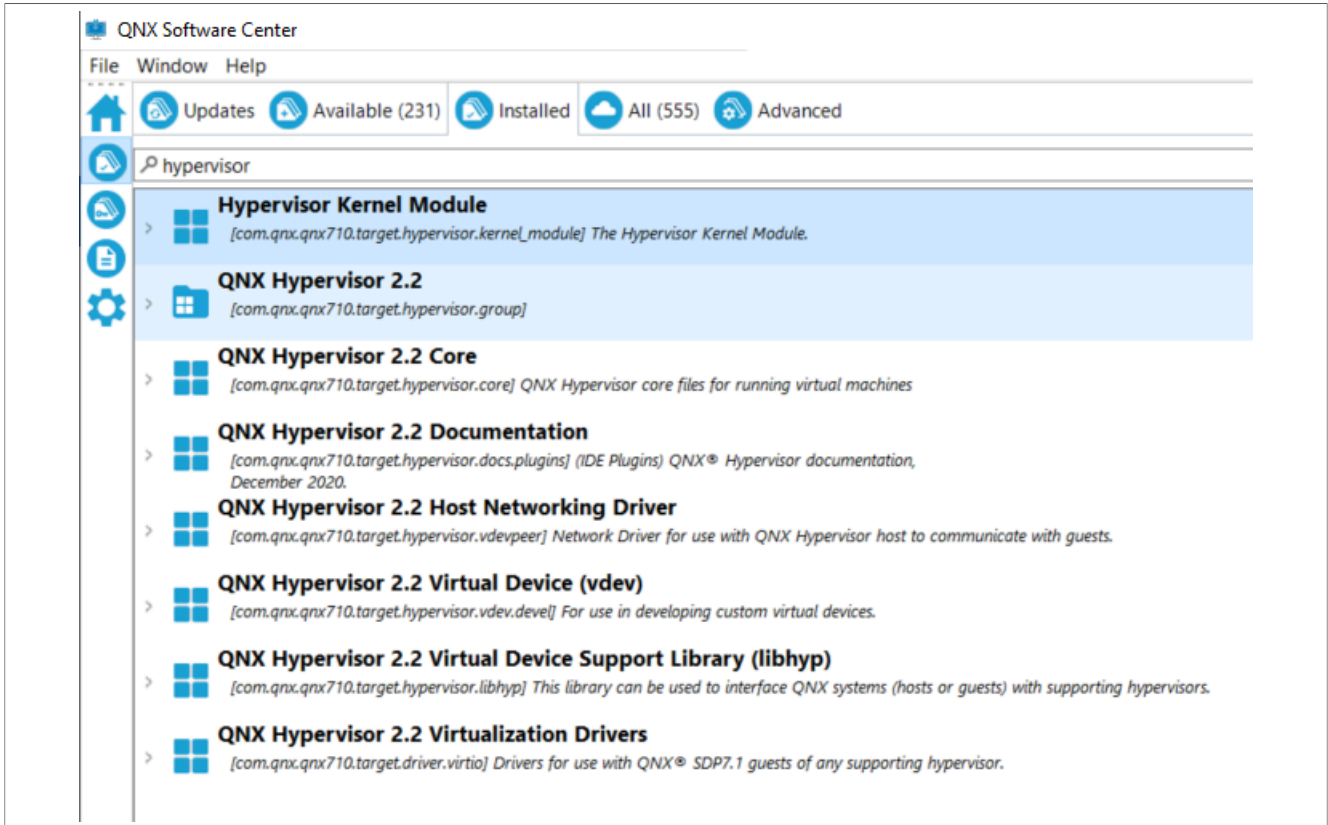 QNX Software Center
File Window Help
Updates Available (231) Installed All (555) Advanced
hypervisor
Hypervisor Kernel Module
[com.qnx.qnx710.target.hypervisor.kernel_module] The Hypervisor Kernel Module.
QNX Hypervisor 2.2
[com.qnx.qnx710.target.hypervisor.group]
QNX Hypervisor 2.2 Core
[com.qnx.qnx710.target.hypervisor.core] QNX Hypervisor core files for running virtual machines
QNX Hypervisor 2.2 Documentation
[com.qnx.qnx710.target.hypervisor.docs.plugins] (IDE Plugins) QNX® Hypervisor documentation,
December 2020.
QNX Hypervisor 2.2 Host Networking Driver
[com.qnx.qnx710.target.hypervisor.vdevpeer] Network Driver for use with QNX Hypervisor host to communicate with guests.
QNX Hypervisor 2.2 Virtual Device (vdev)
[com.qnx.qnx710.target.hypervisor.vdev.devel] For use in developing custom virtual devices.
QNX Hypervisor 2.2 Virtual Device Support Library (libhyp)
[com.qnx.qnx710.target.hypervisor.libhyp] This library can be used to interface QNX systems (hosts or guests) with supporting hypervisors.
QNX Hypervisor 2.2 Virtualization Drivers
[com.qnx.qnx710.target.driver.virtio] Drivers for use with QNX® SDP7.1 guests of any supporting hypervisor.